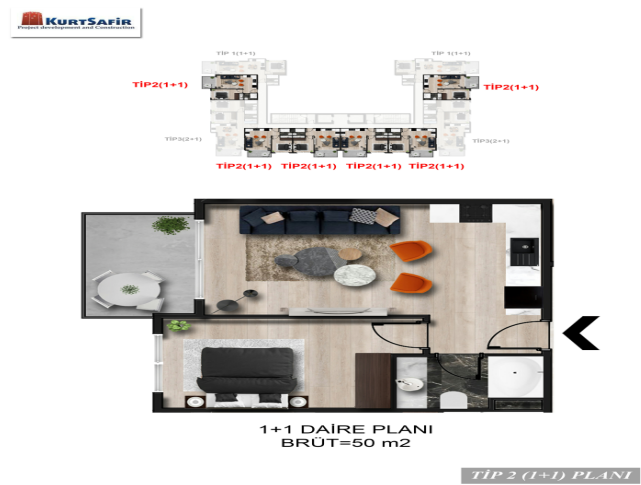 KURTSAFİR
Project development and Construction
TİP 1(1+1) TİP 1(1+1)
TİP2(1+1) TİP2(1+1)
TİP3(2+1) TİP3(2+1)
TİP2(1+1) TİP2(1+1) TİP2(1+1) TİP2(1+1)
1+1 DAİRE PLANI
BRÜT=50 m2
TİP 2 (1+1) PLANI